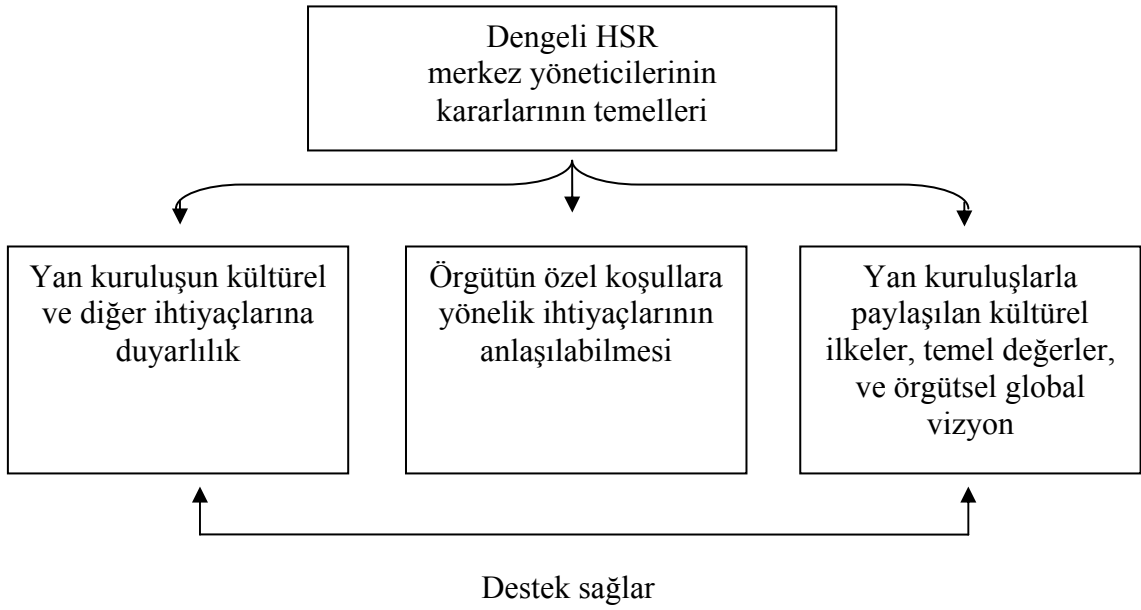 Dengeli HSR
merkez yöneticilerinin
kararlarının temelleri
Yan kuruluşun kültürel
ve diğer ihtiyaçlarına
duyarlılık
Örgütün özel koşullara
yönelik ihtiyaçlarının
anlaşılabilmesi
Yan kuruluşlarla
paylaşılan kültürel
ilkeler, temel değerler,
ve örgütsel global
vizyon
Destek sağlar